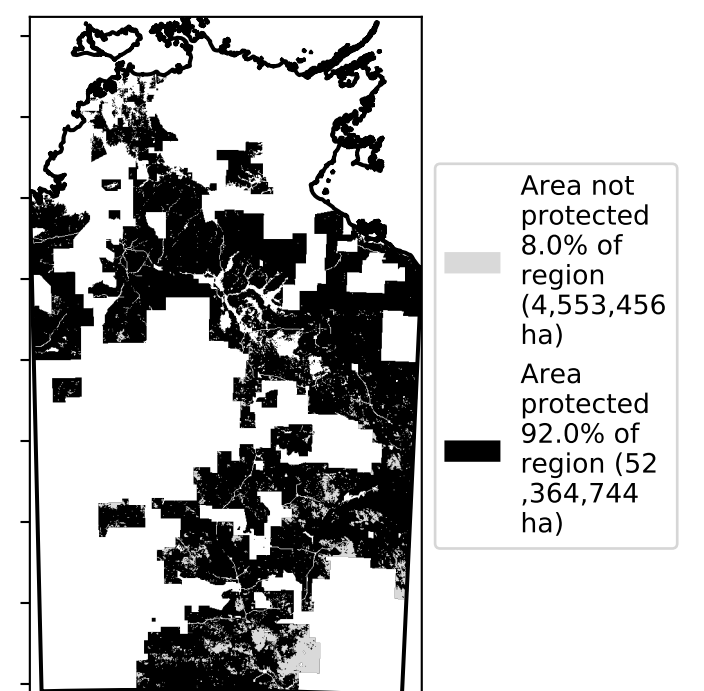 Area not
protected
8.0% of
region
(4,553,456
ha)
Area
protected
92.0% of
region (52
,364,744
ha)